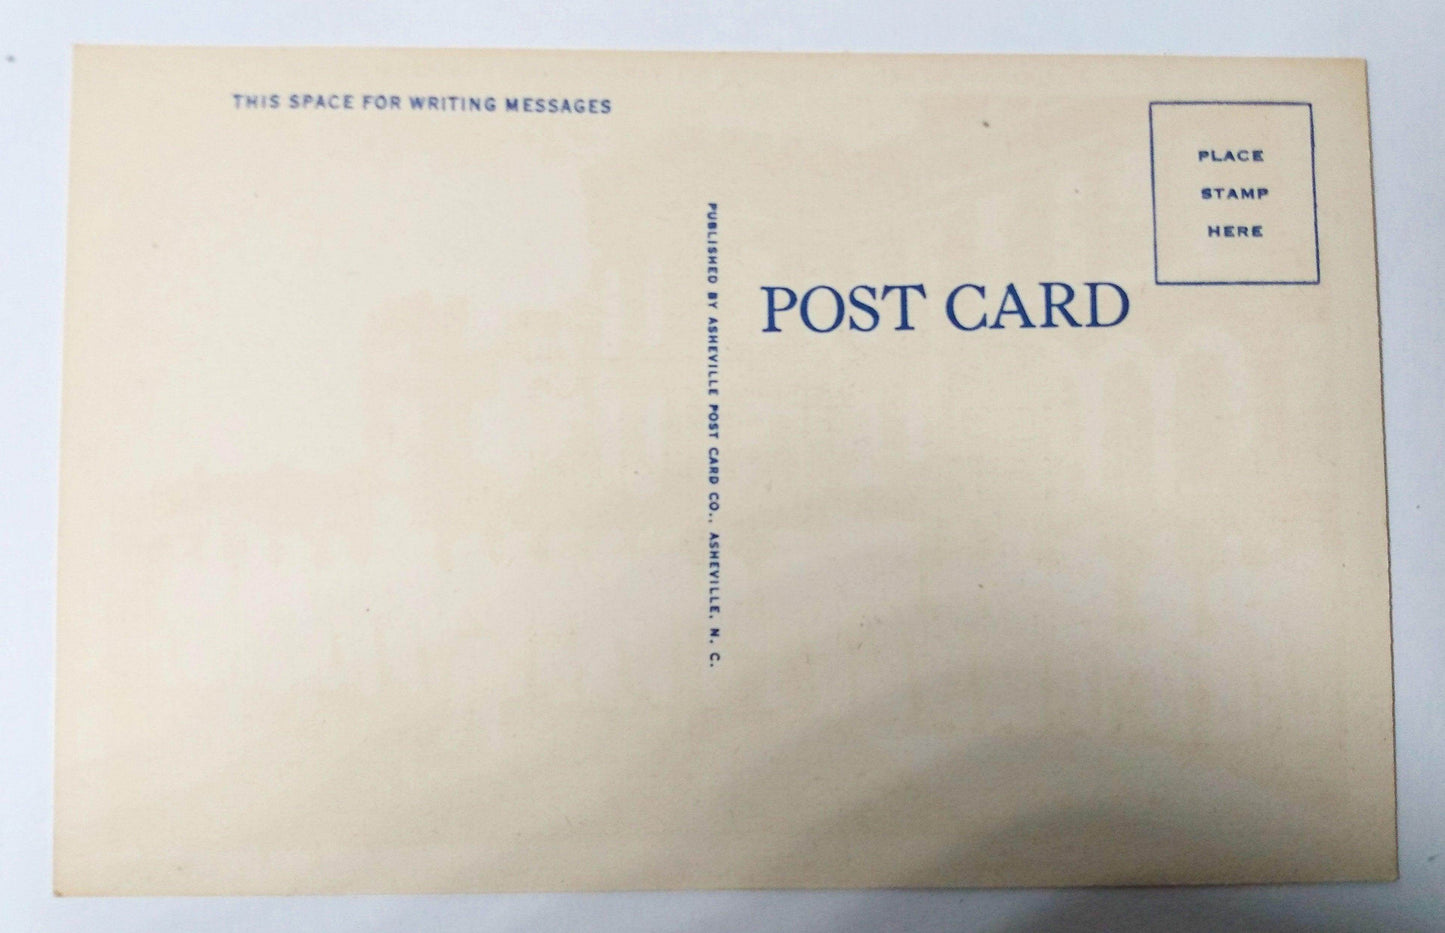 THIS SPACE FOR WRITING MESSAGES
PUBLISHED BY ASHEVILLE POST CARD CO., ASHEVILLE, N. C.
POST CARD
PLACE
STAMP
HERE